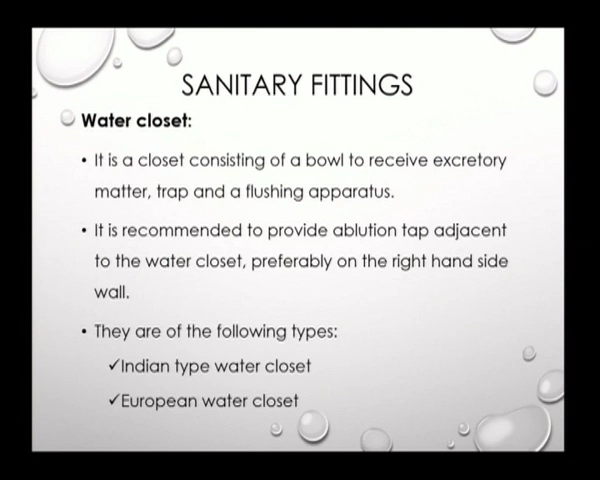 SANITARY FITTINGS
Water closet:
• It is a closet consisting of a bowl to receive excretory
matter, trap and a flushing apparatus.
• It is recommended to provide ablution tap adjacent
to the water closet, preferably on the right hand side
wall.
• They are of the following types:
✓Indian type water closet
✓European water closet